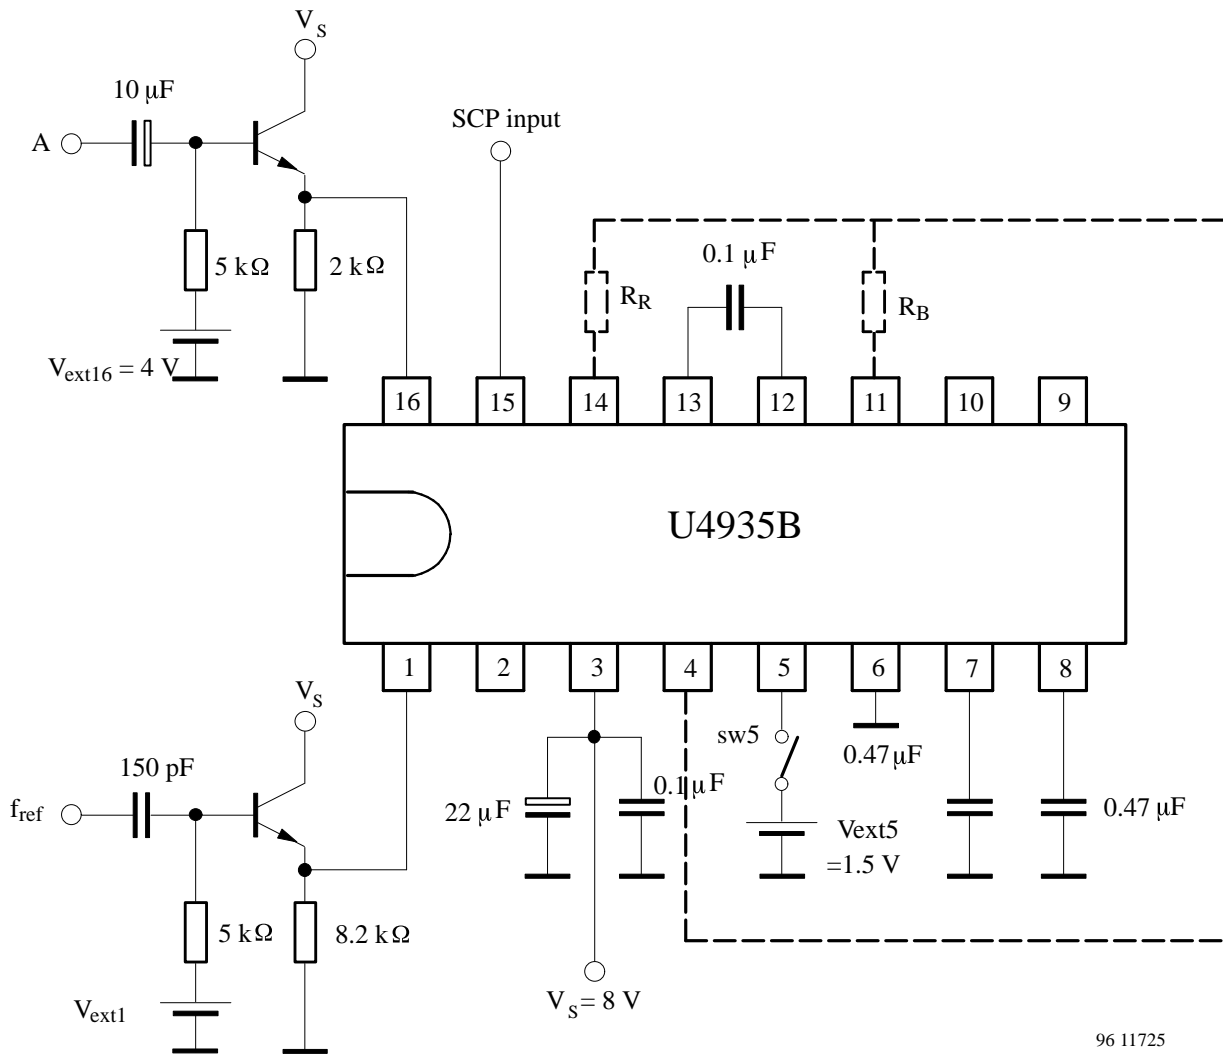 V_S
10 µF
A
SCP input
5 kΩ
2 kΩ
V_ext16 = 4 V
R_R
0.1 µF
R_B
16
15
14
13
12
11
10
9
U4935B
1
2
3
4
5
6
7
8
V_S
150 pF
f_ref
5 kΩ
8.2 kΩ
V_ext1
22 µF
0.1 µF
V_S = 8 V
sw5
Vext5
=1.5 V
0.47 µF
0.47 µF
96 11725